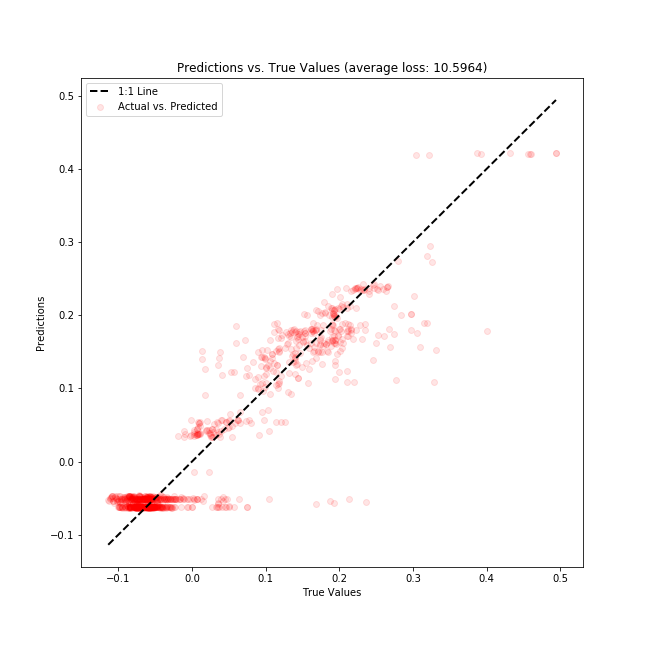 Predictions vs. True Values (average loss: 10.5964)
1:1 Line
Actual vs. Predicted
0.5
0.4
0.3
0.2
0.1
0.0
−0.1
Predictions
−0.1
0.0
0.1
0.2
0.3
0.4
0.5
True Values